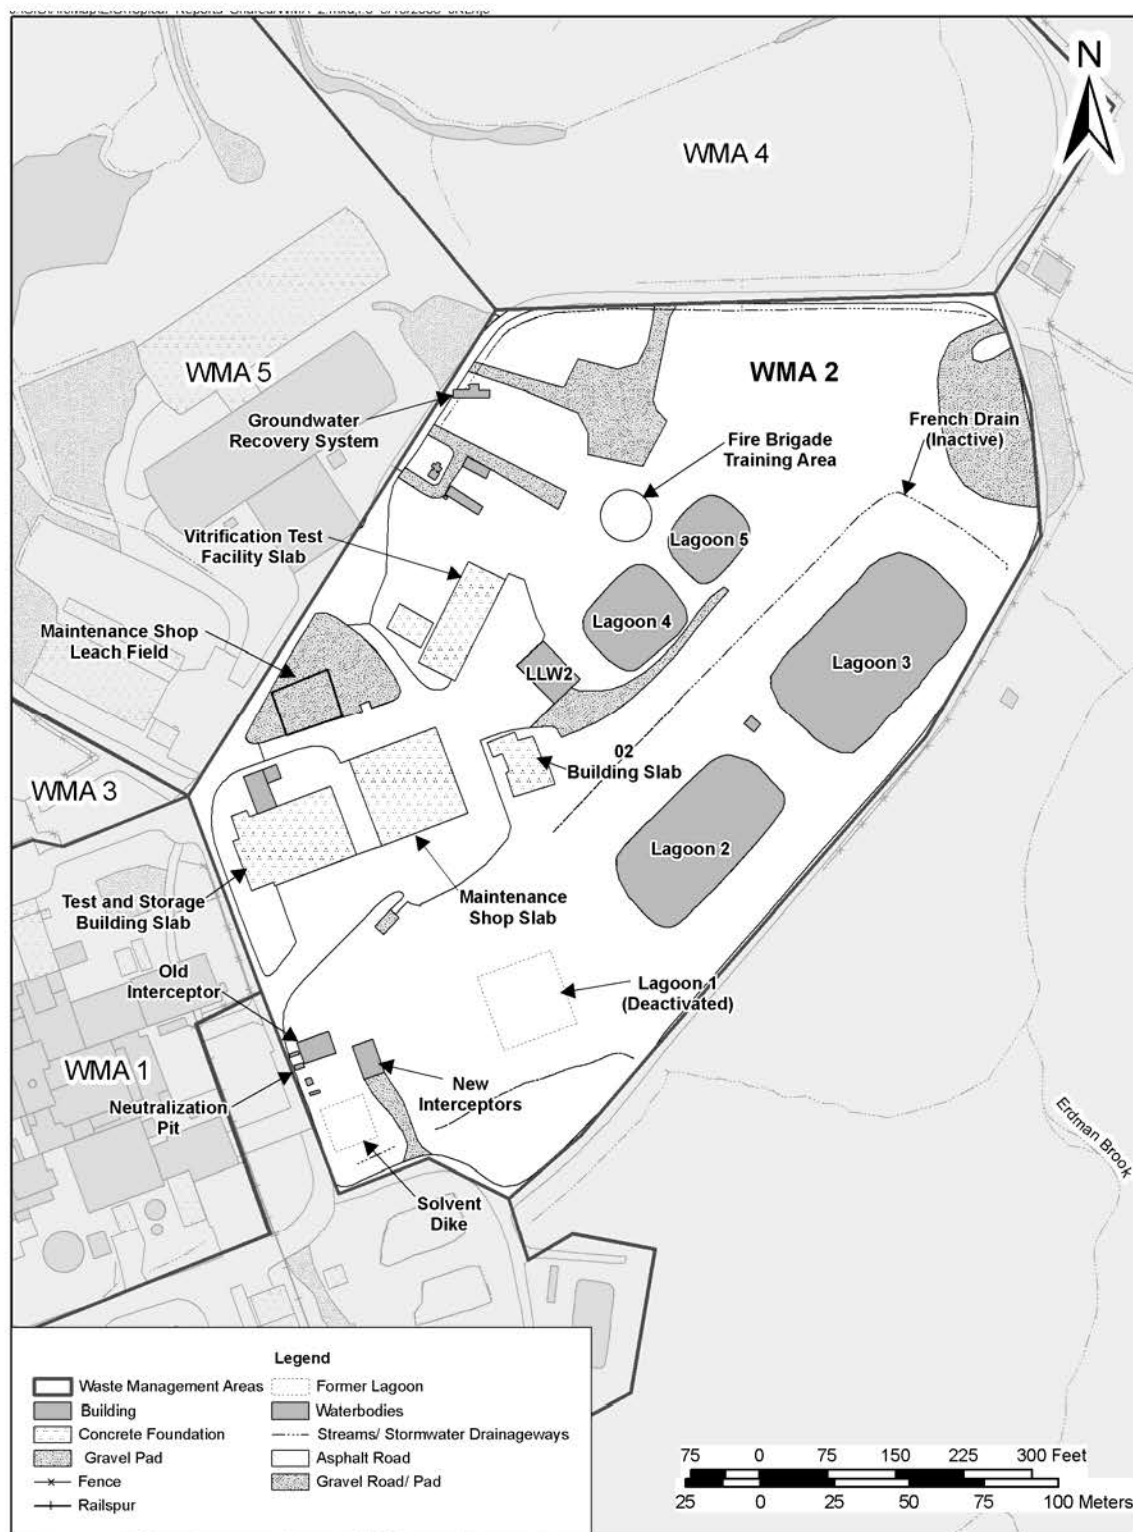 N
WMA 4
WMA 5
WMA 2
Groundwater
Recovery System
French Drain
(Inactive)
Fire Brigade
Training Area
Vitrification Test
Facility Slab
Lagoon 5
Maintenance Shop
Leach Field
Lagoon 4
Lagoon 3
LLW2
02
Building Slab
WMA 3
Lagoon 2
Test and Storage
Building Slab
Maintenance
Shop Slab
Old
Interceptor
Lagoon 1
(Deactivated)
WMA 1
New
Interceptors
Neutralization
Pit
Erdman Brook
Solvent
Dike
Legend
Waste Management Areas
Former Lagoon
Building
Waterbodies
Concrete Foundation
Streams/ Stormwater Drainageways
Gravel Pad
Asphalt Road
Fence
Gravel Road/ Pad
Railspur
75 0 75 150 225 300 Feet
25 0 25 50 75 100 Meters